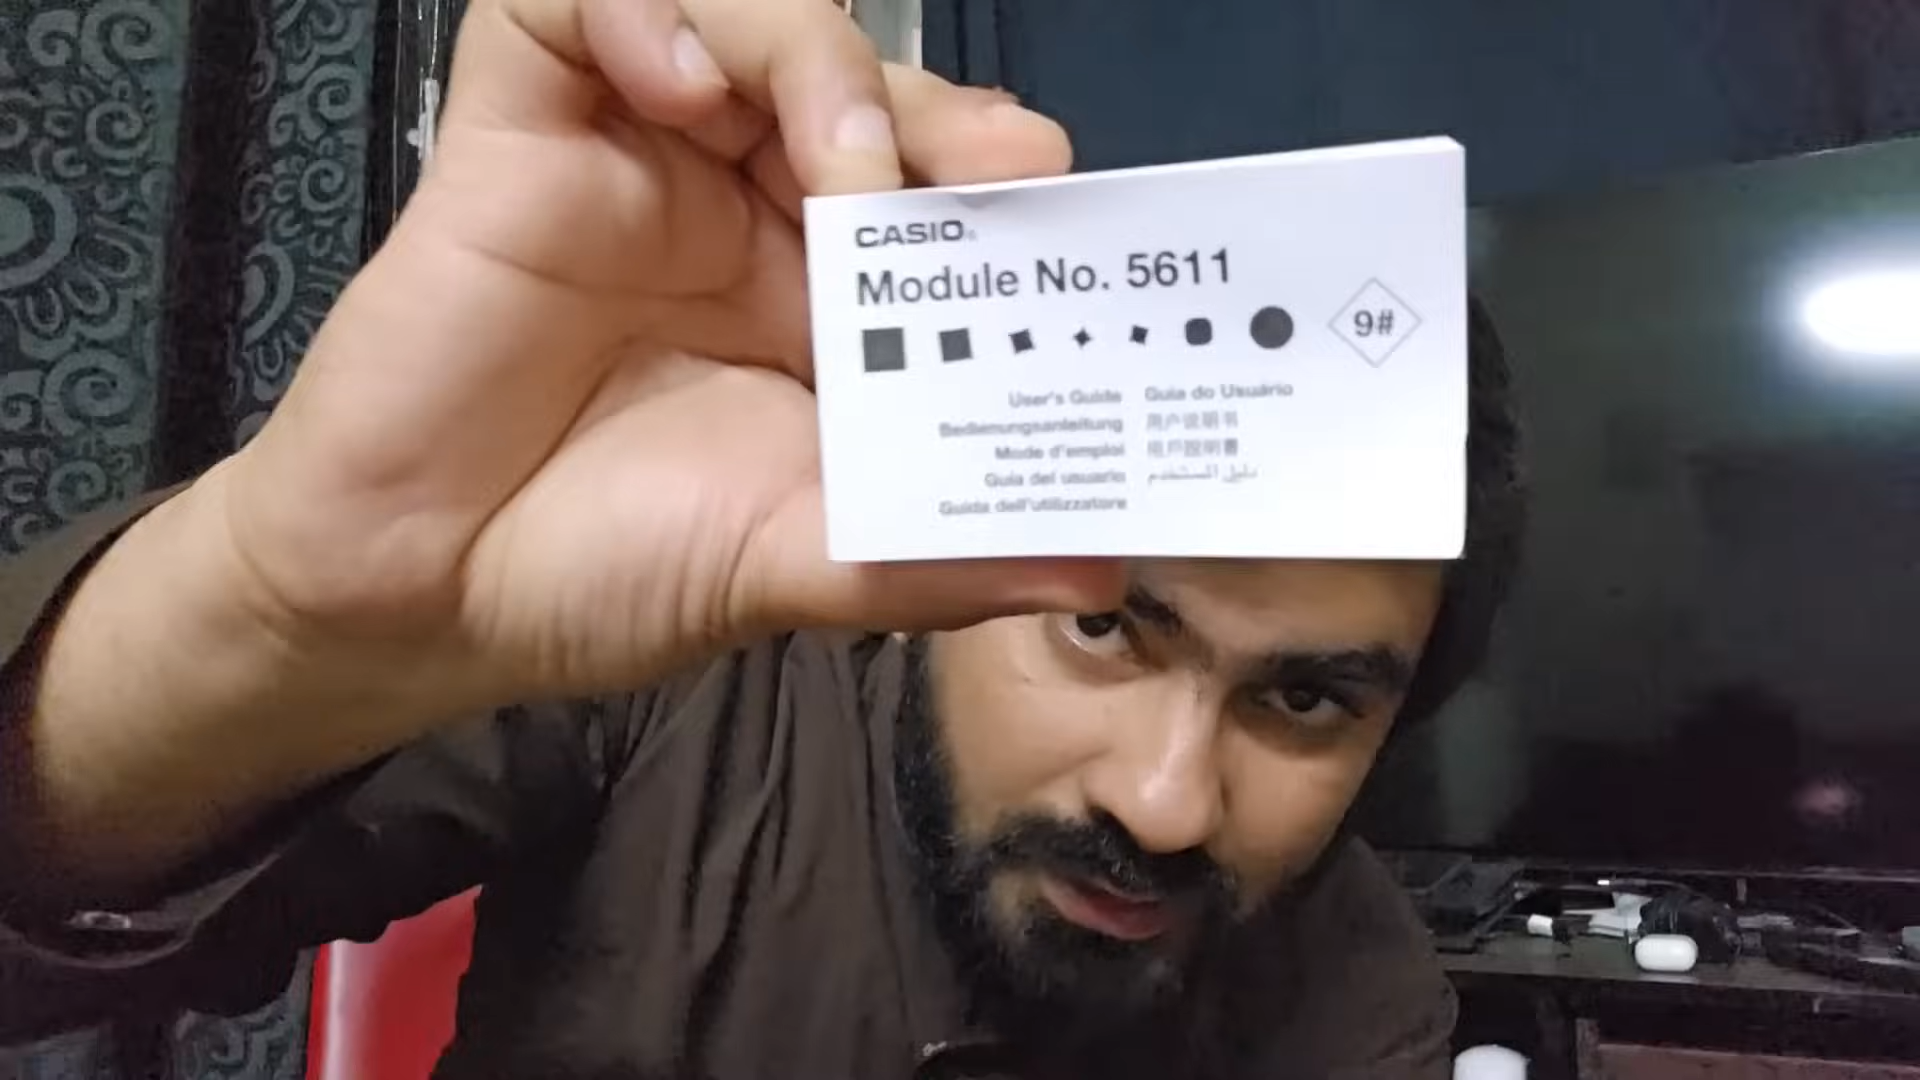 CASIO®
Module No. 5611
9#
User's Guide
Bedienungsanleitung
Mode d'emploi
Guía del usuario
Guida dell'utilizzatore
Guia do Usuário
用户说明书
用戶說明書
دليل المستخدم